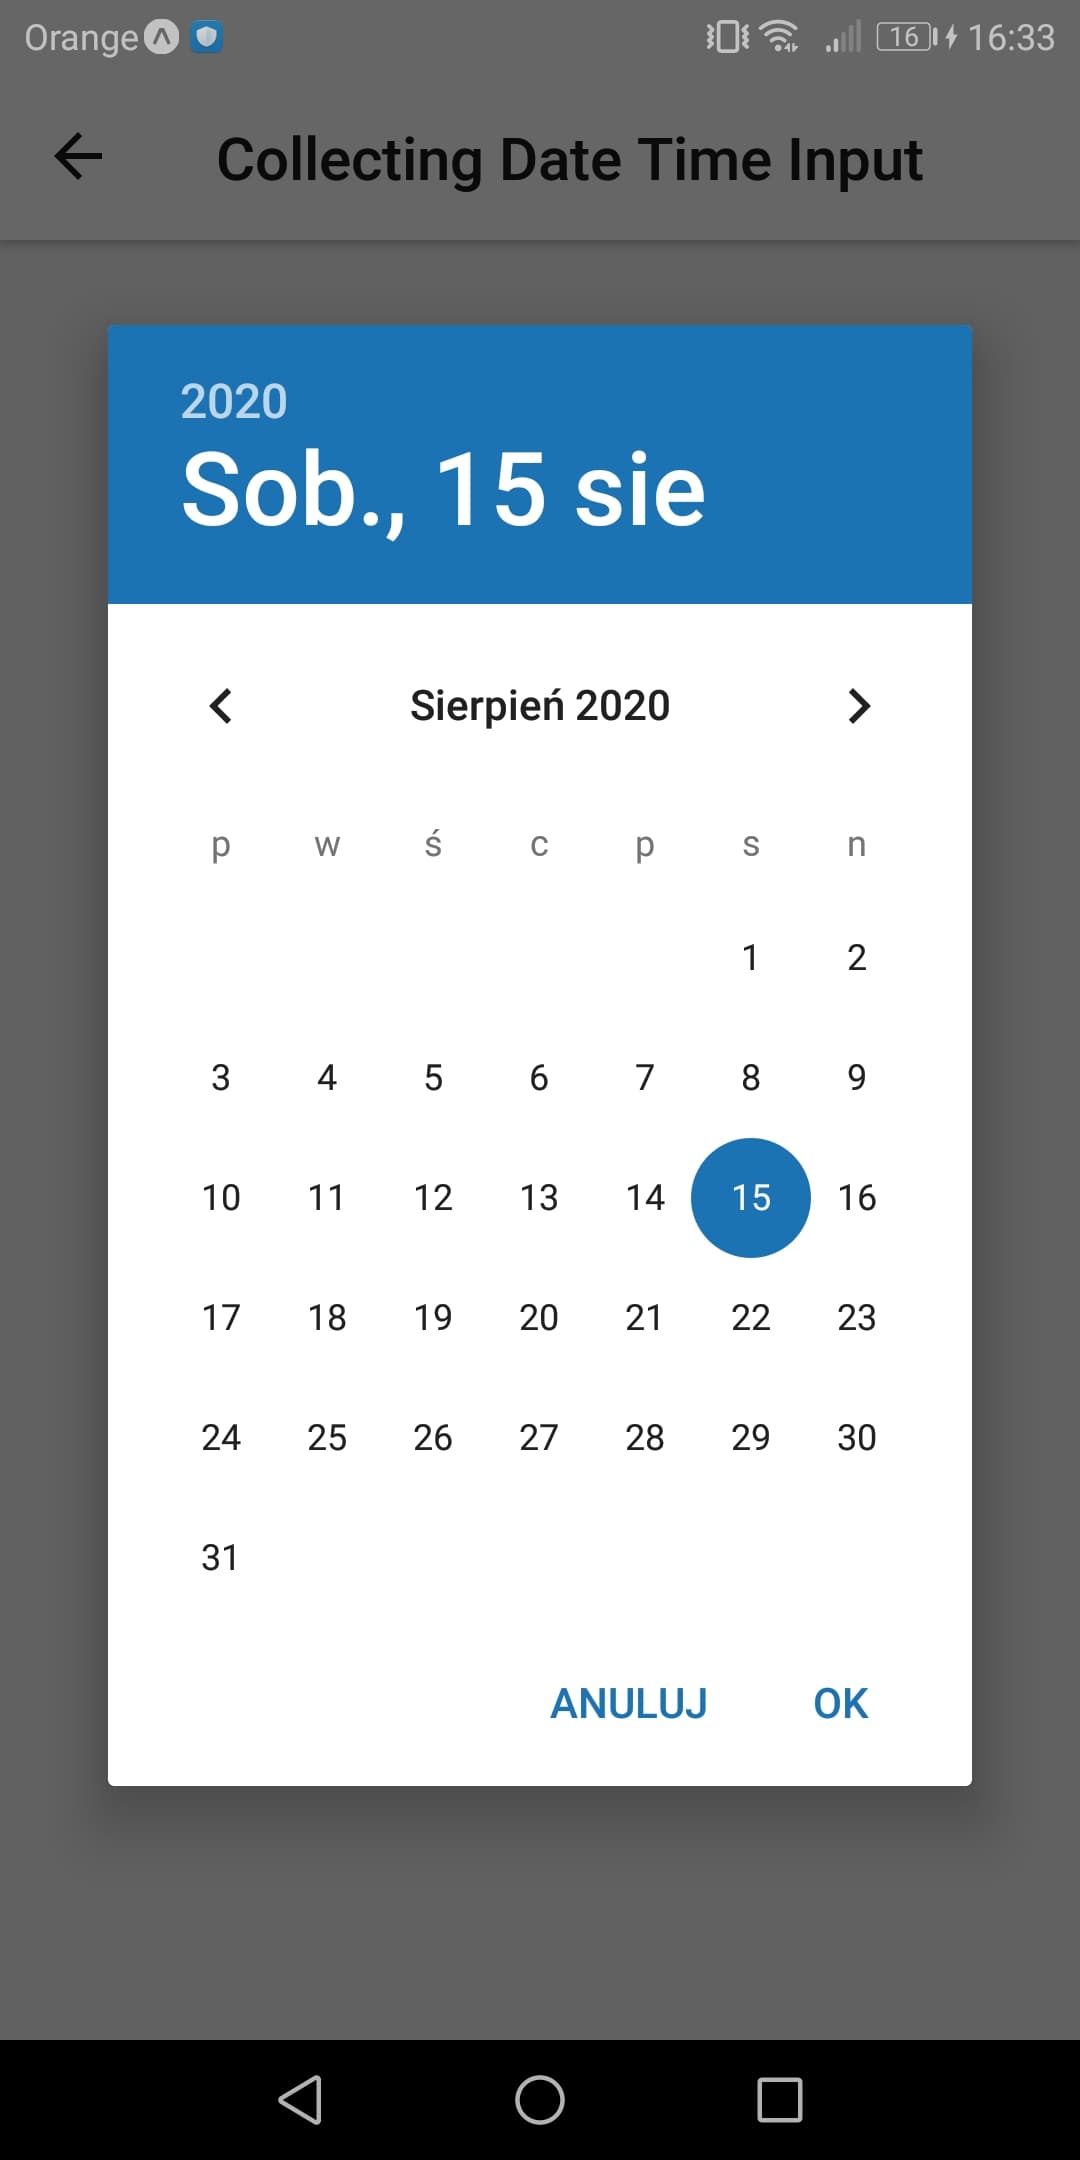 Orange 16 16:33
Collecting Date Time Input
2020
Sob., 15 sie
Sierpień 2020
p w ś c p s n
1 2
3 4 5 6 7 8 9
10 11 12 13 14 15 16
17 18 19 20 21 22 23
24 25 26 27 28 29 30
31
ANULUJ OK